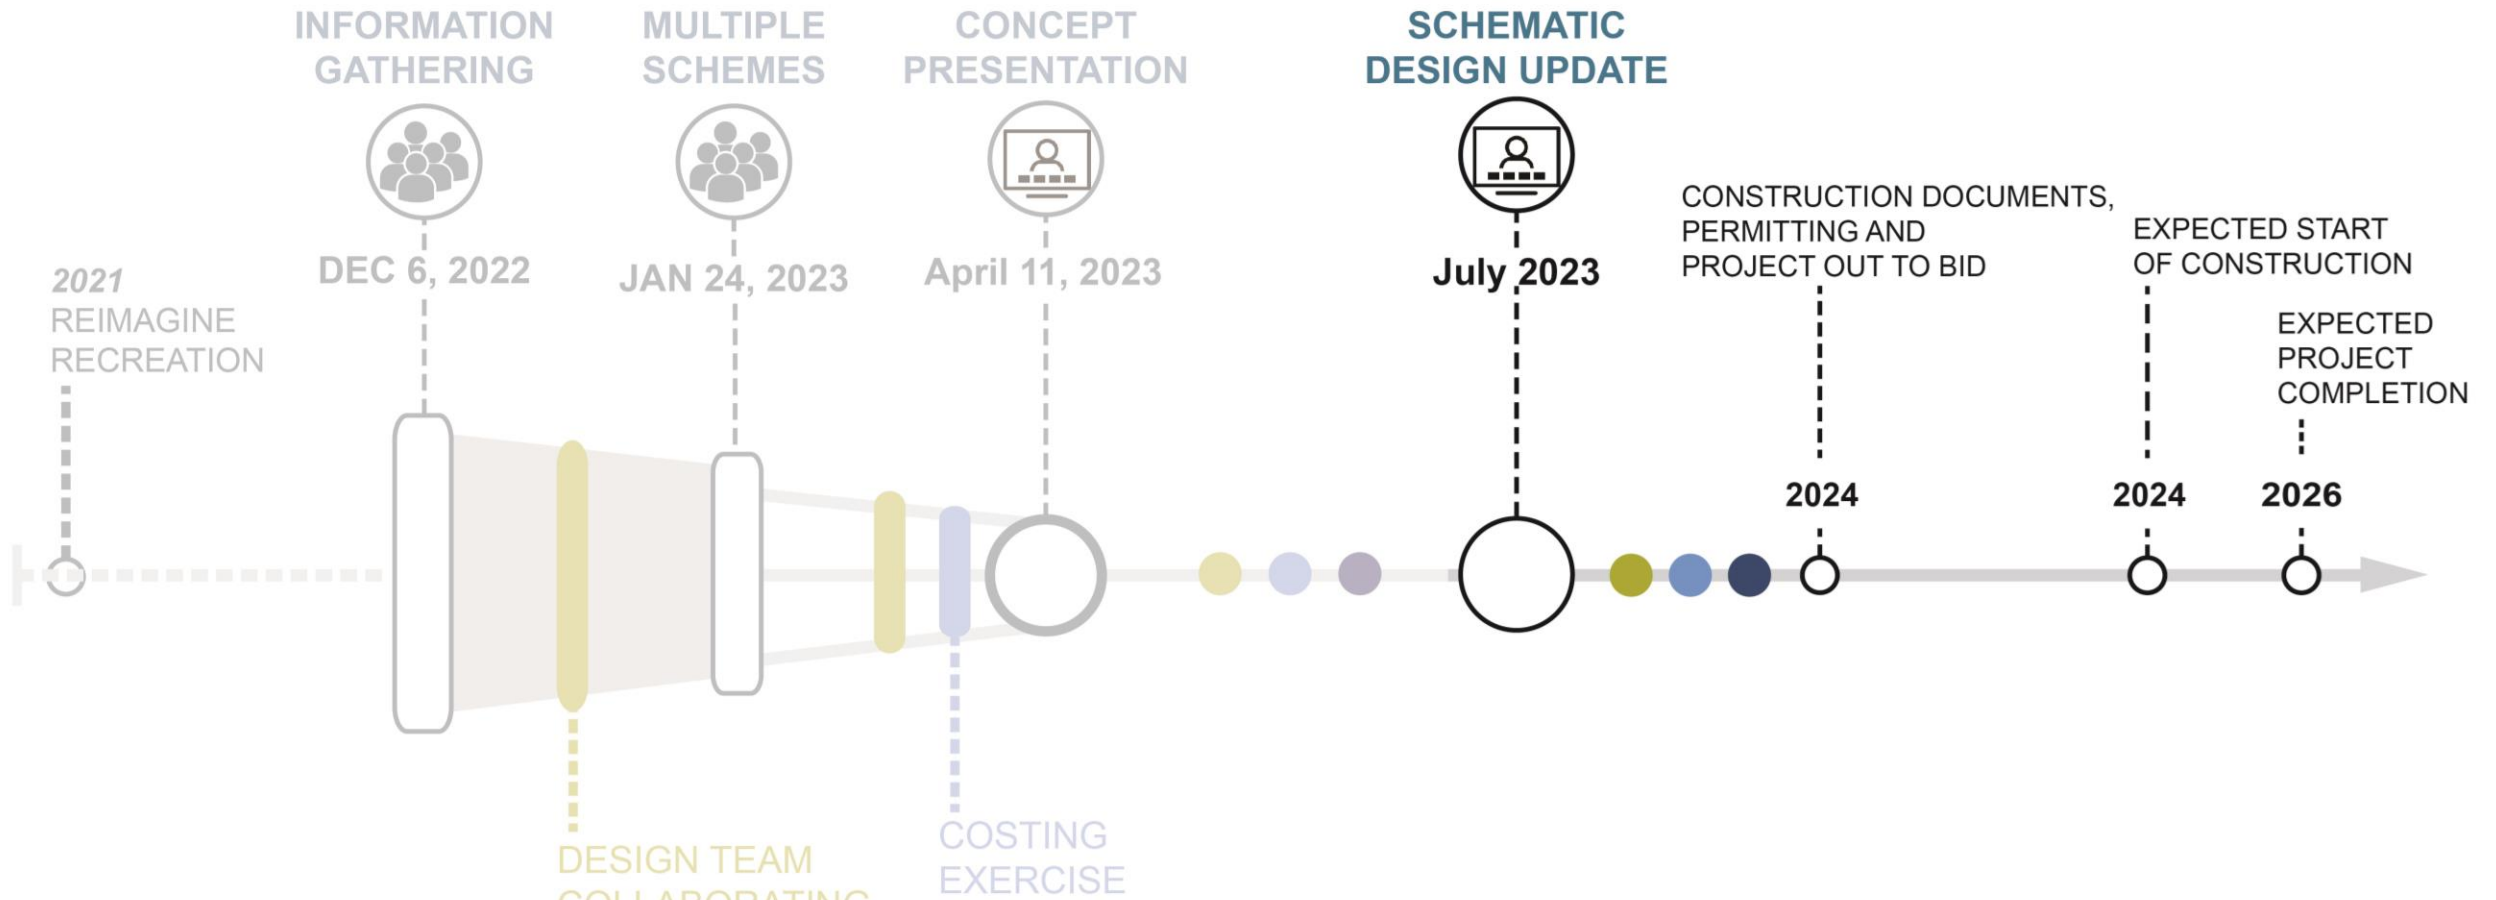 INFORMATION
GATHERING
MULTIPLE
SCHEMES
CONCEPT
PRESENTATION
SCHEMATIC
DESIGN UPDATE
2021
REIMAGINE
RECREATION
DEC 6, 2022
JAN 24, 2023
April 11, 2023
July 2023
CONSTRUCTION DOCUMENTS,
PERMITTING AND
PROJECT OUT TO BID
2024
EXPECTED START
OF CONSTRUCTION
2024
EXPECTED
PROJECT
COMPLETION
2026
DESIGN TEAM
COLLABORATING
COSTING
EXERCISE